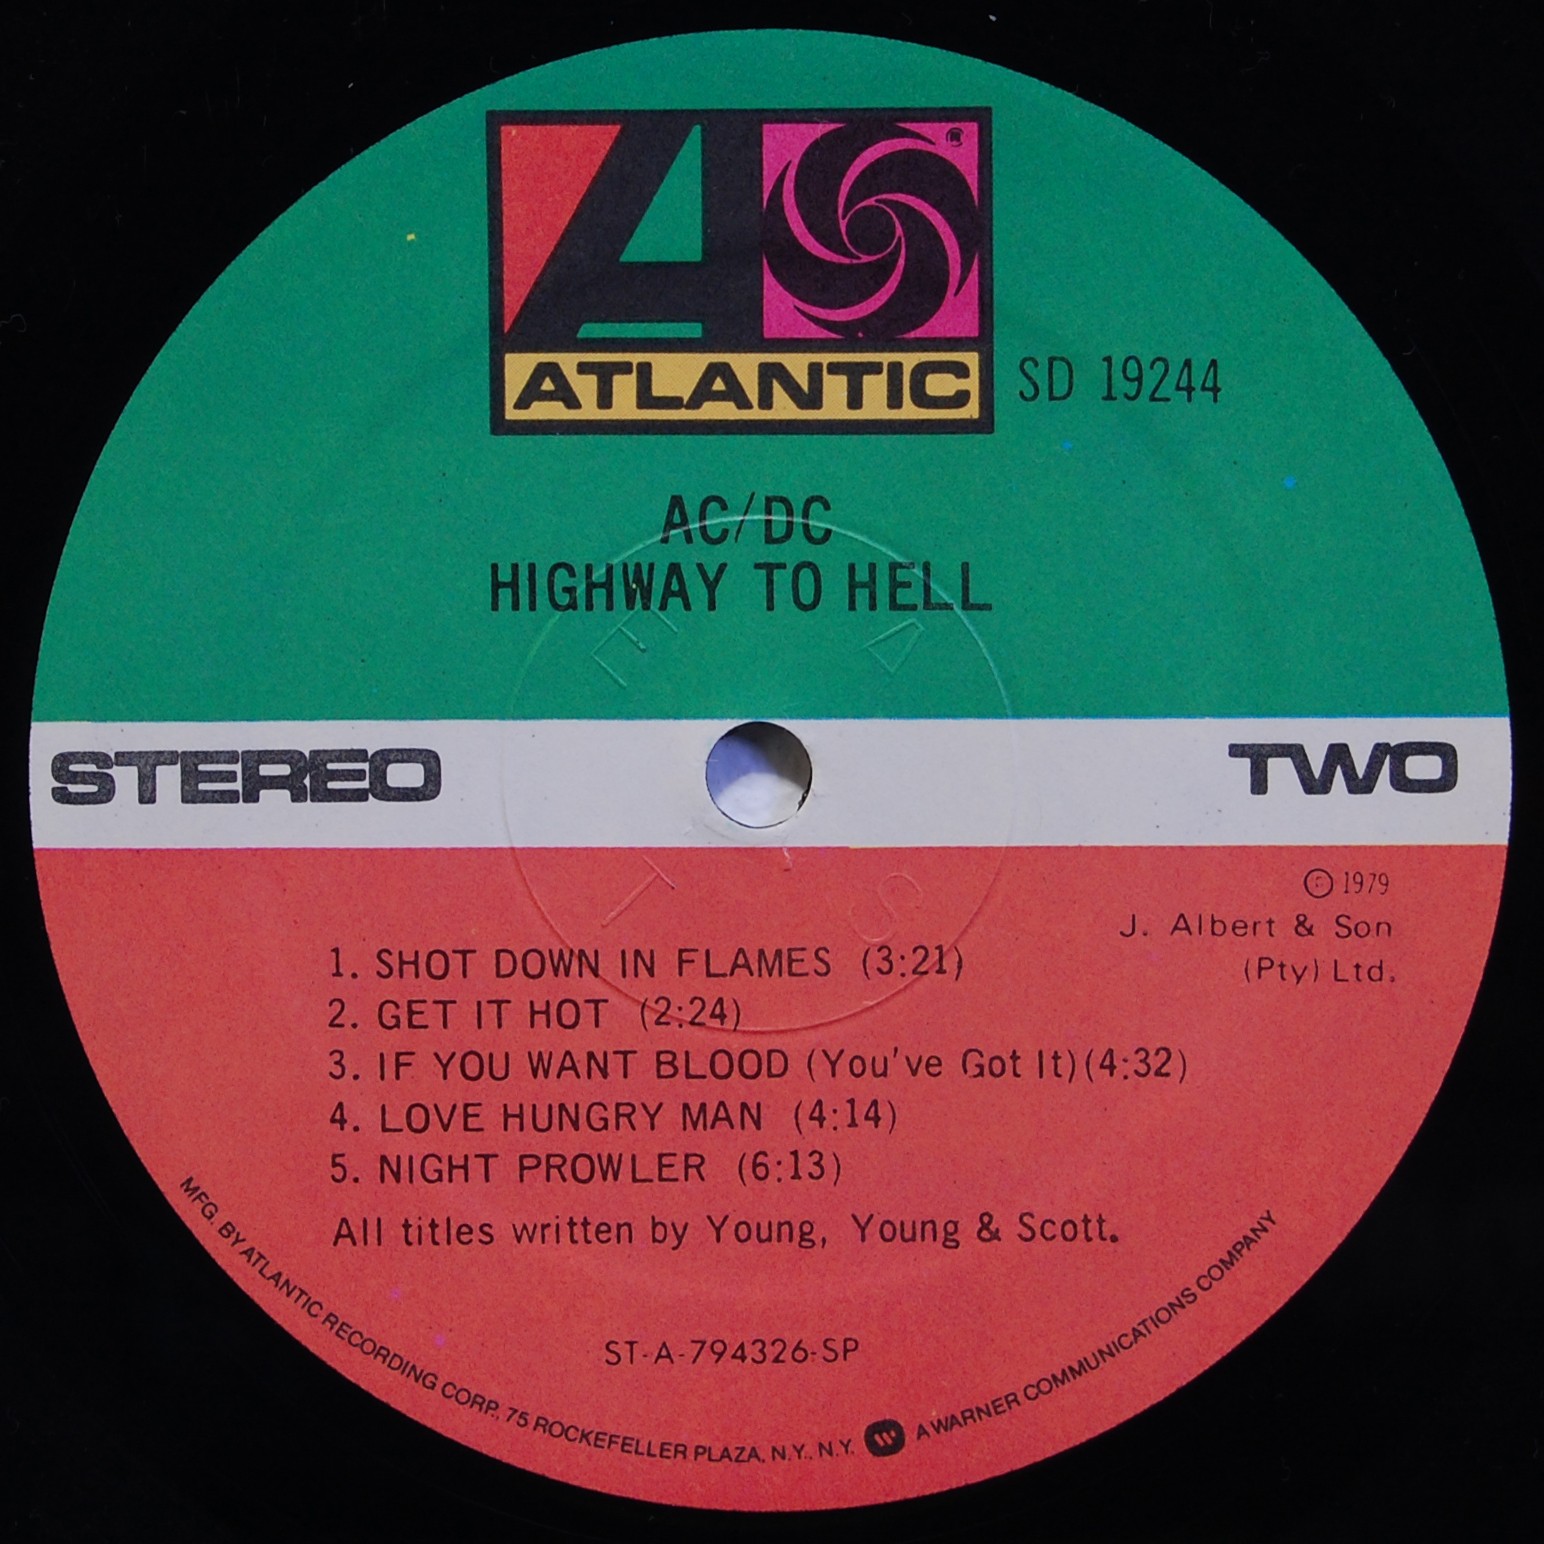 ATLANTIC
SD 19244
AC/DC
HIGHWAY TO HELL
STEREO
TWO
Ⓟ 1979
J. Albert & Son
(Pty) Ltd.
1. SHOT DOWN IN FLAMES (3:21)
2. GET IT HOT (2:24)
3. IF YOU WANT BLOOD (You've Got It) (4:32)
4. LOVE HUNGRY MAN (4:14)
5. NIGHT PROWLER (6:13)
All titles written by Young, Young & Scott.
ST-A-794326-SP
MFG. BY ATLANTIC RECORDING CORP., 75 ROCKEFELLER PLAZA, N.Y., N.Y. A WARNER COMMUNICATIONS COMPANY